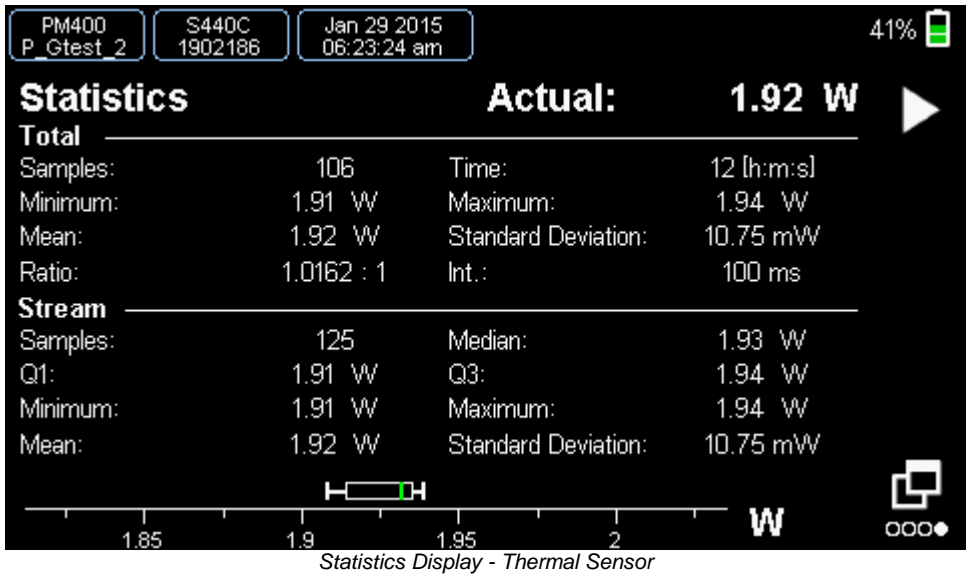 PM400
P_Gtest_2
S440C
1902186
Jan 29 2015
06:23:24 am
41%
Statistics Actual: 1.92 W
Total
Samples: 106 Time: 12 [h:m:s]
Minimum: 1.91 W Maximum: 1.94 W
Mean: 1.92 W Standard Deviation: 10.75 mW
Ratio: 1.0162 : 1 Int.: 100 ms
Stream
Samples: 125 Median: 1.93 W
Q1: 1.91 W Q3: 1.94 W
Minimum: 1.91 W Maximum: 1.94 W
Mean: 1.92 W Standard Deviation: 10.75 mW
1.85 1.9 1.95 2 W
Statistics Display - Thermal Sensor